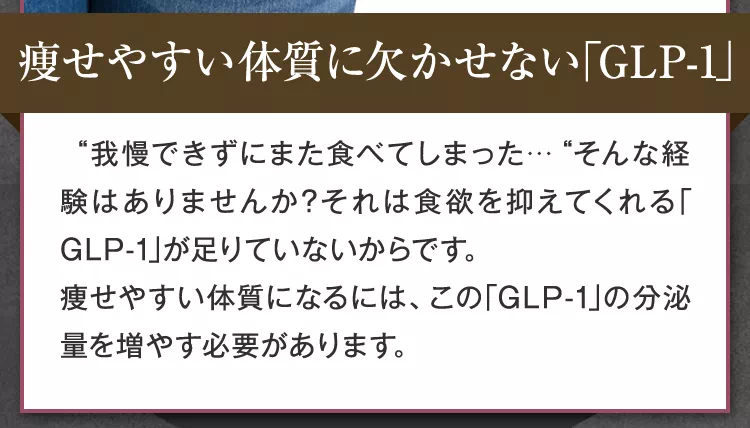 痩せやすい体質に欠かせない「GLP-1」
“我慢できずにまた食べてしまった… “そんな経
験はありませんか?それは食欲を抑えてくれる「
GLP-1」が足りていないからです。
痩せやすい体質になるには、この「GLP-1」の分泌
量を増やす必要があります。